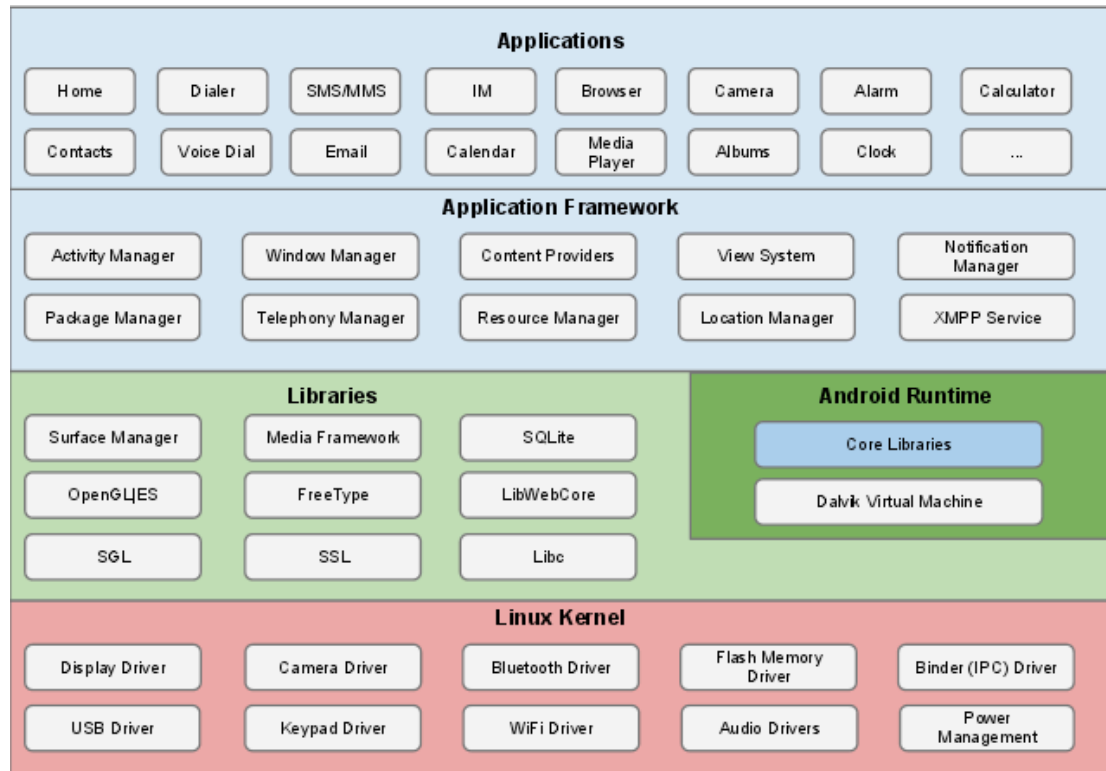 Applications
Home
Dialer
SMS/MMS
IM
Browser
Camera
Alarm
Calculator
Contacts
Voice Dial
Email
Calendar
Media
Player
Albums
Clock
...
Application Framework
Activity Manager
Window Manager
Content Providers
View System
Notification
Manager
Package Manager
Telephony Manager
Resource Manager
Location Manager
XMPP Service
Libraries
Android Runtime
Surface Manager
Media Framework
SQLite
Core Libraries
OpenGL|ES
FreeType
LibWebCore
Dalvik Virtual Machine
SGL
SSL
Libc
Linux Kernel
Display Driver
Camera Driver
Bluetooth Driver
Flash Memory
Driver
Binder (IPC) Driver
USB Driver
Keypad Driver
WiFi Driver
Audio Drivers
Power
Management